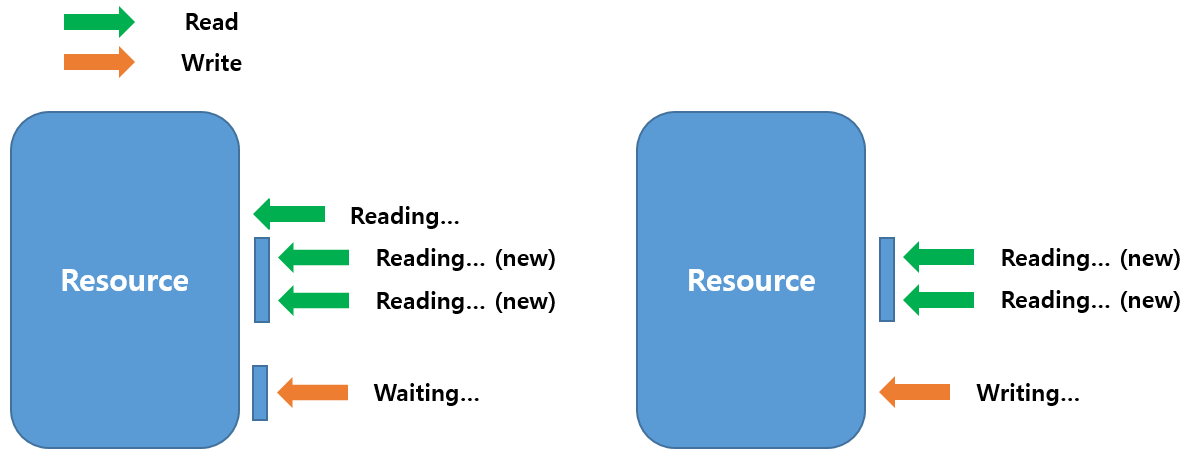 Read
Write
Resource
Reading...
Reading... (new)
Reading... (new)
Waiting...
Resource
Reading... (new)
Reading... (new)
Writing...